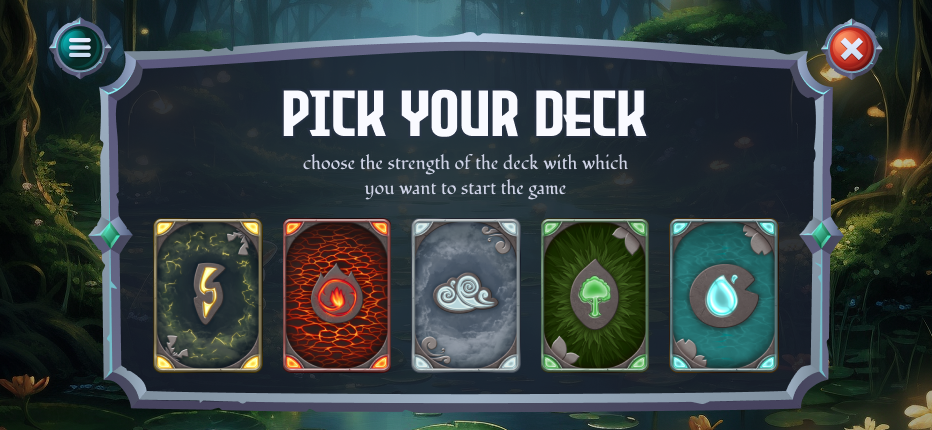 PICK YOUR DECK
choose the strength of the deck with which
you want to start the game